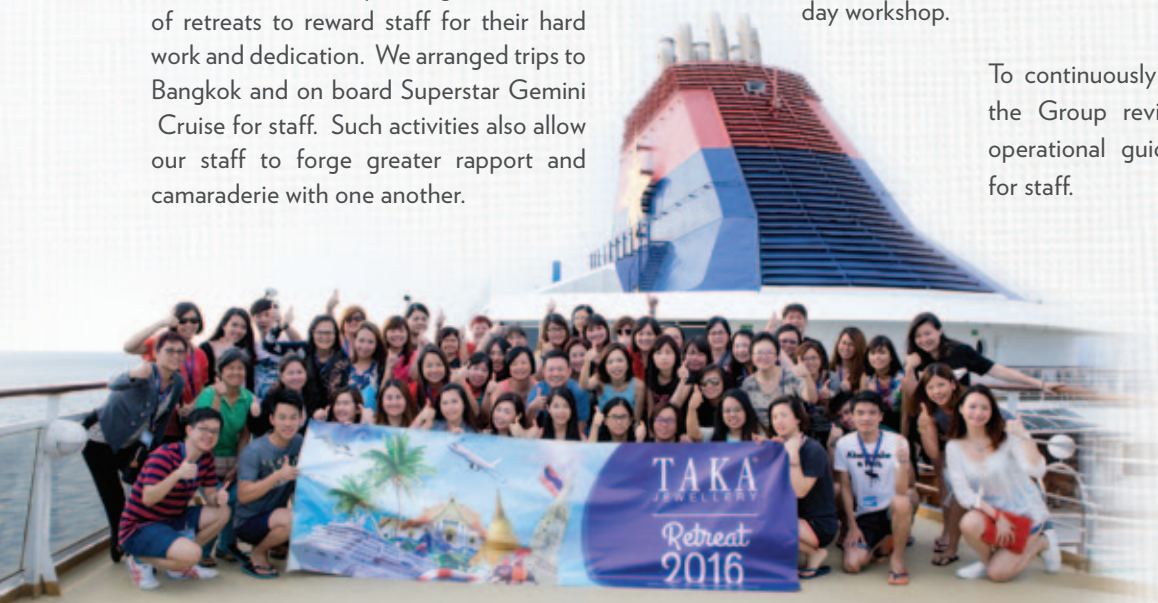 of retreats to reward staff for their hard
work and dedication. We arranged trips to
Bangkok and on board Superstar Gemini
Cruise for staff. Such activities also allow
our staff to forge greater rapport and
camaraderie with one another.
day workshop.
To continuously
the Group
operational
for staff.
TAKA
JEWELLERY
Retreat
2016